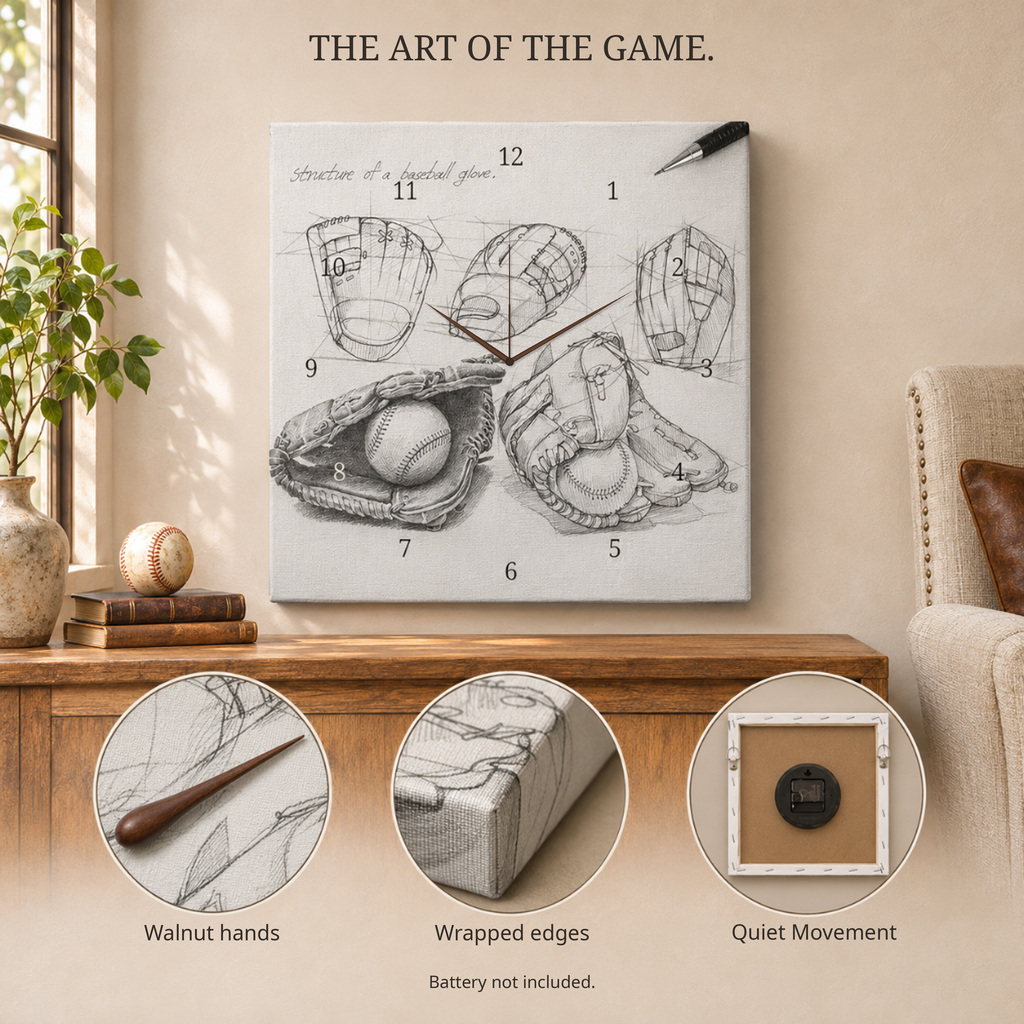 THE ART OF THE GAME.
12
structure of a baseball glove.
11
1
10
2
9
3
8
4
7
5
6
Walnut hands
Wrapped edges
Quiet Movement
Battery not included.